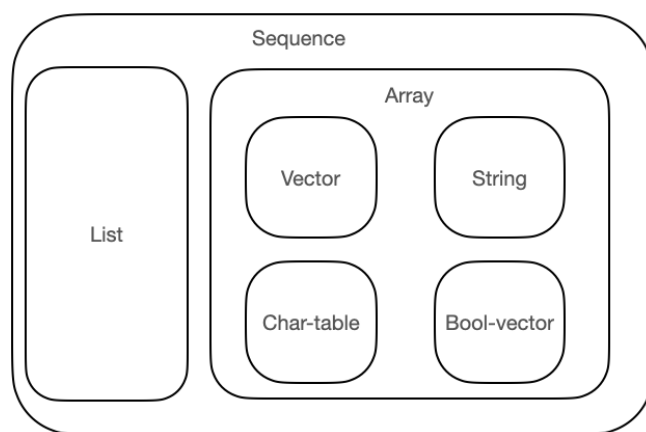 Sequence
List
Array
Vector
String
Char-table
Bool-vector